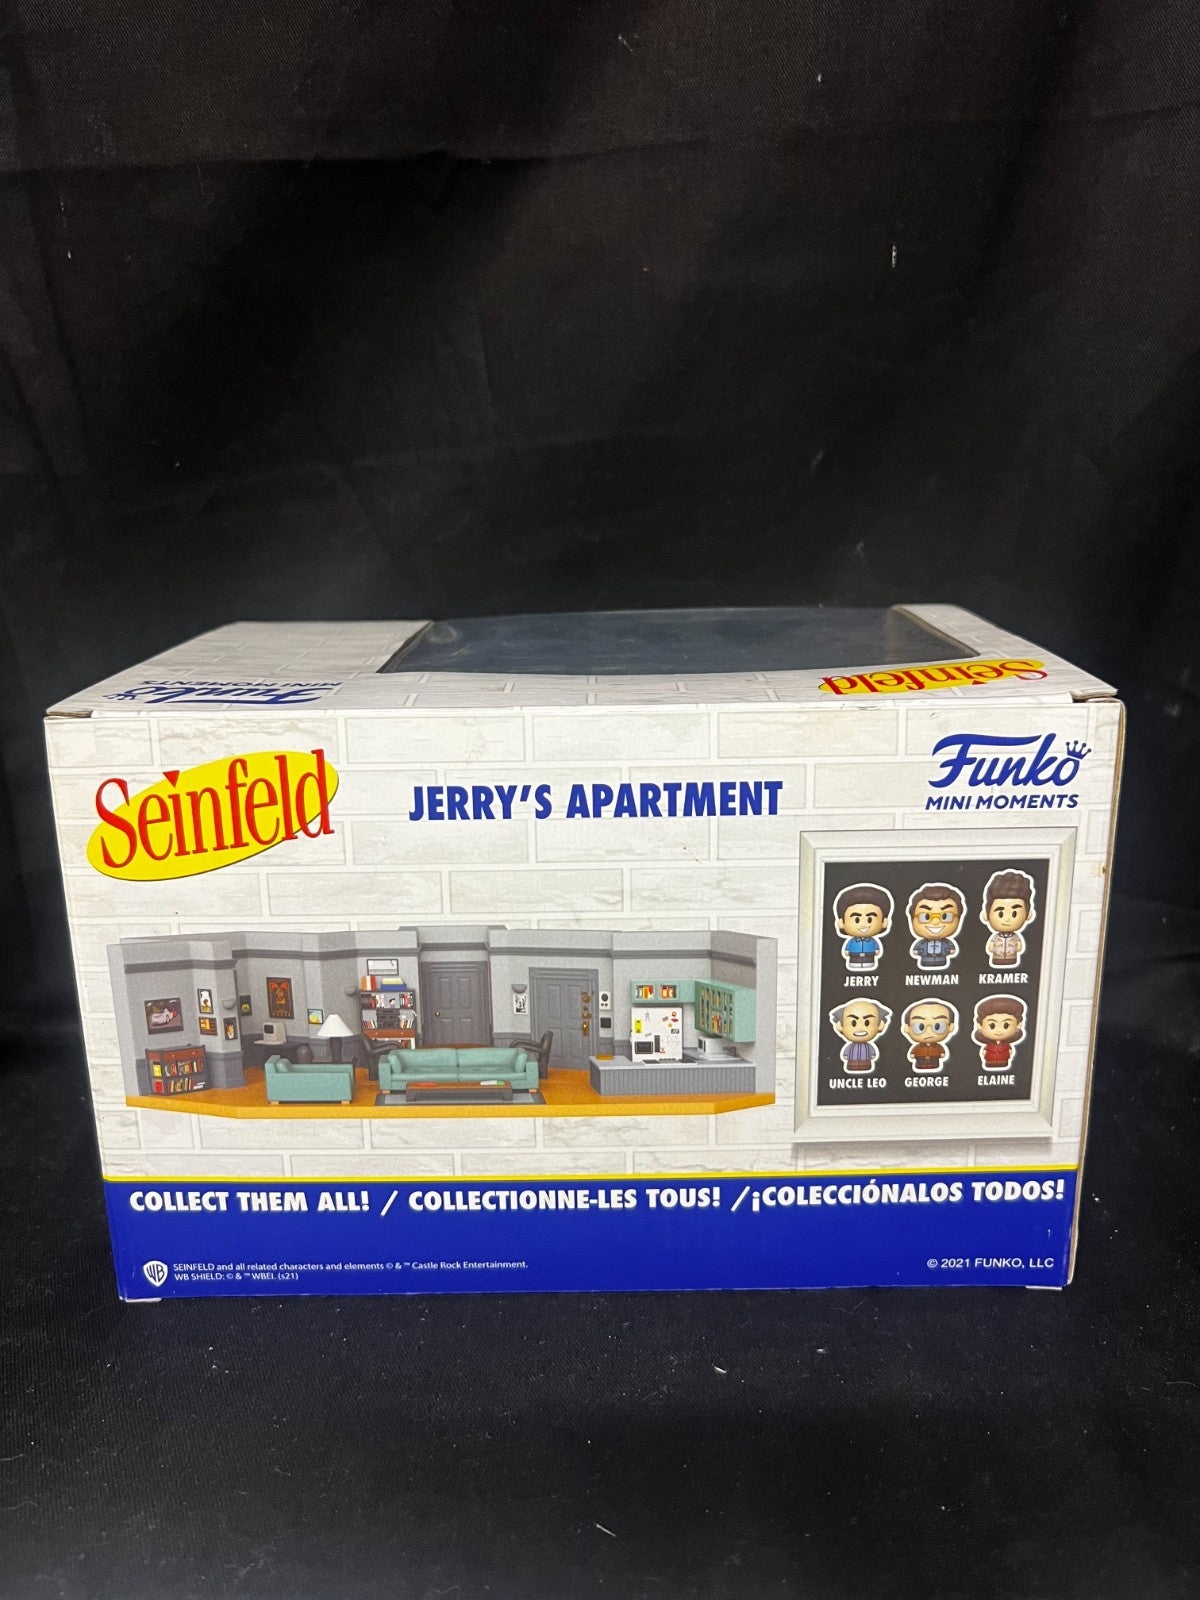 Funko
MINI MOMENTS
Seinfeld
Seinfeld
JERRY'S APARTMENT
Funko
MINI MOMENTS
JERRY
NEWMAN
KRAMER
UNCLE LEO
GEORGE
ELAINE
COLLECT THEM ALL! / COLLECTIONNE-LES TOUS! / ¡COLECCIÓNALOS TODOS!
WB
SEINFELD and all related characters and elements © & ™ Castle Rock Entertainment.
WB SHIELD: © & ™ WBEI. (s21)
© 2021 FUNKO, LLC